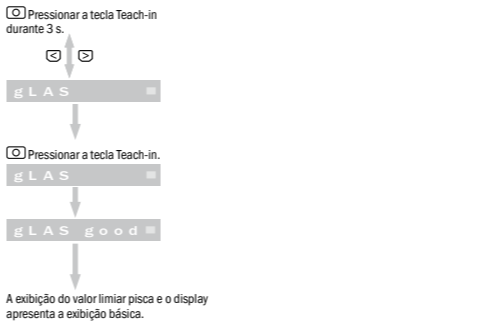 Pressionar a tecla Teach-in
durante 3 s.
< >
gLAS
Pressionar a tecla Teach-in.
gLAS
gLAS good
A exibição do valor limiar pisca e o display
apresenta a exibição básica.